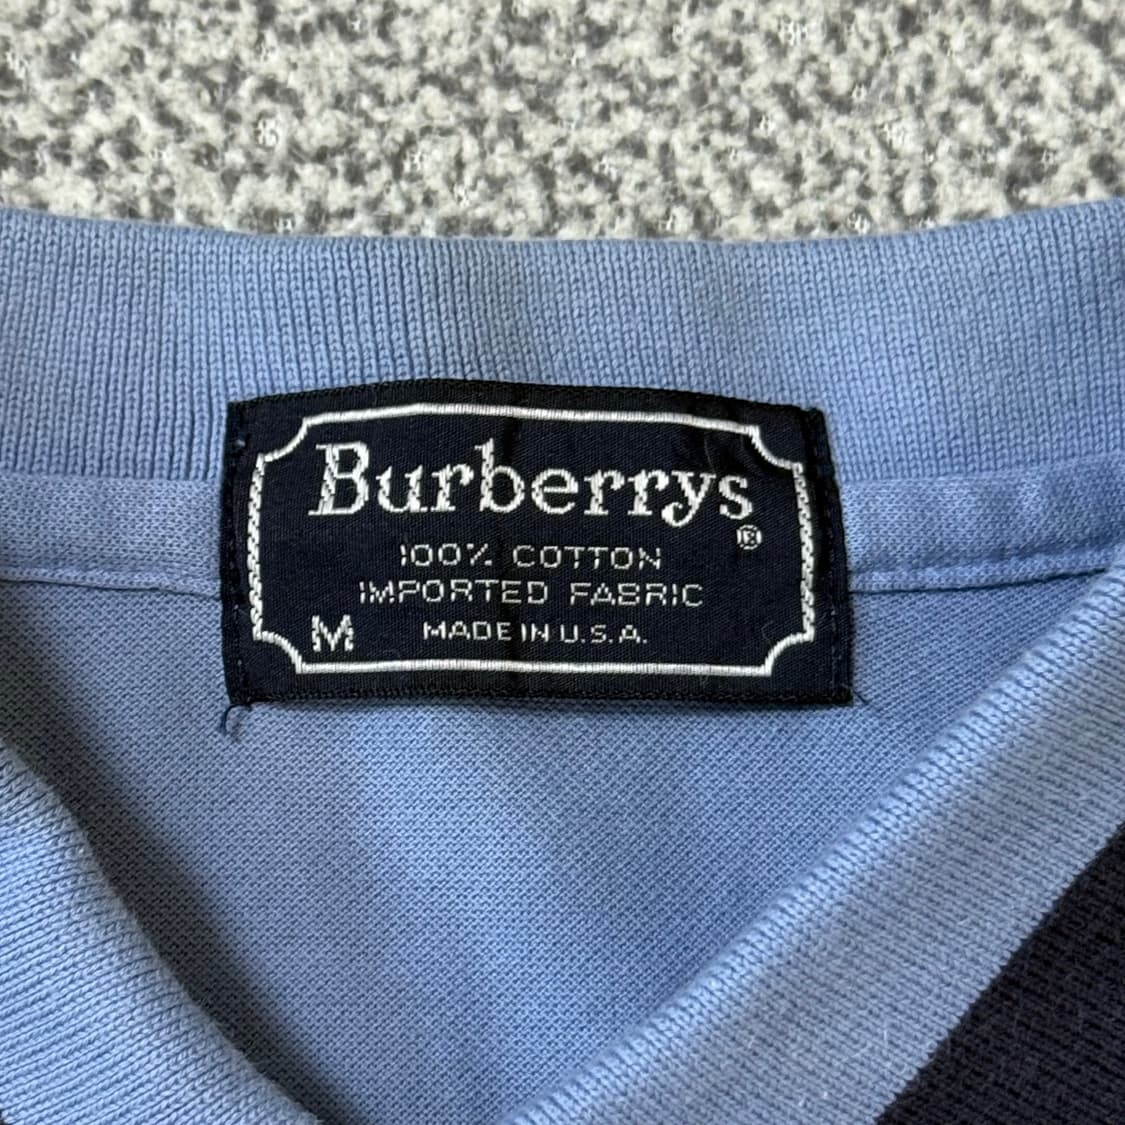 Burberrys®
100% COTTON
IMPORTED FABRIC
M MADE IN U.S.A.